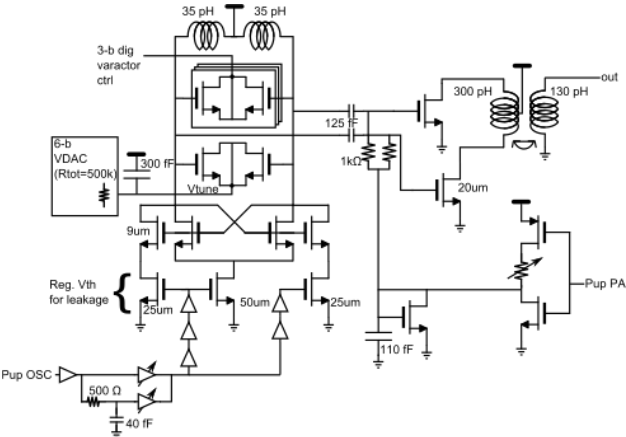 35 pH
35 pH
3-b dig
varactor
ctrl
6-b
VDAC
(Rtot=500k)
300 fF
Vtune
125 fF
1kΩ
300 pH
130 pH
out
20um
9um
Reg. Vth
for leakage
25um
50um
25um
Pup PA
110 fF
Pup OSC
500 Ω
40 fF